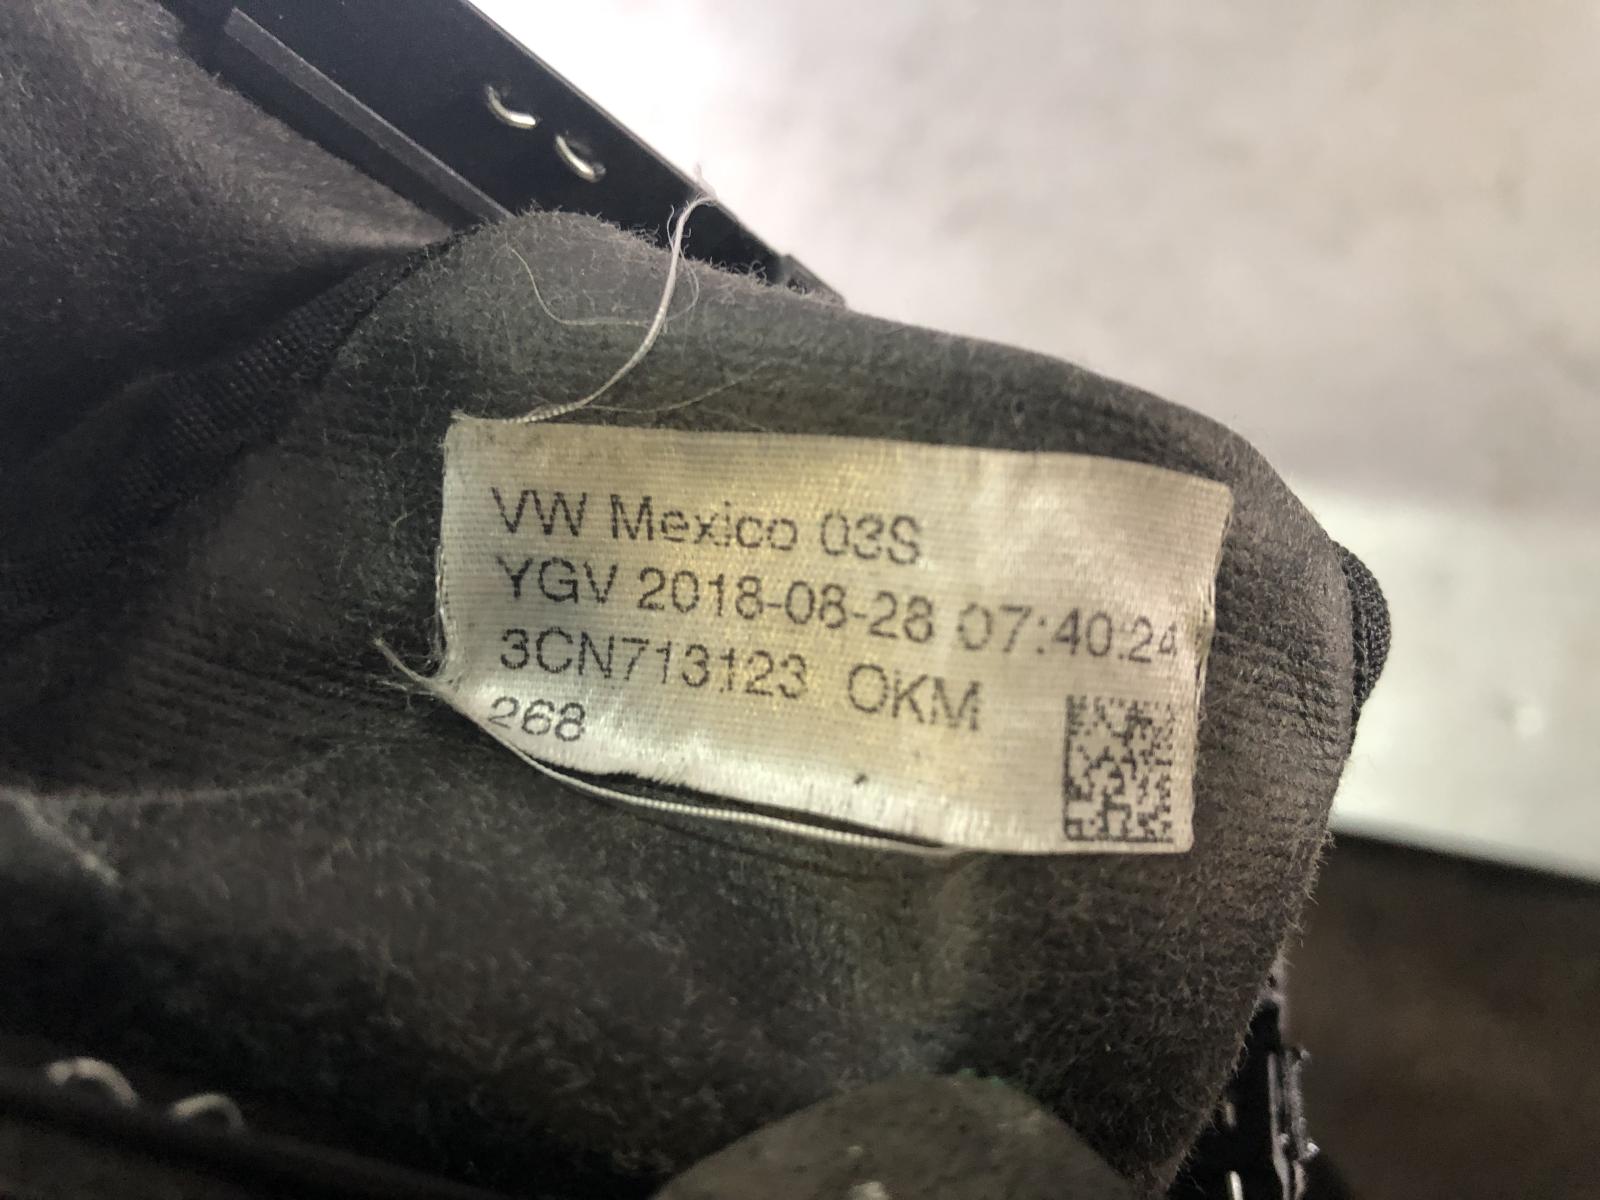 VW Mexico 03S
YGV 2018-08-28 07:40:24
3CN713123 OKM
268